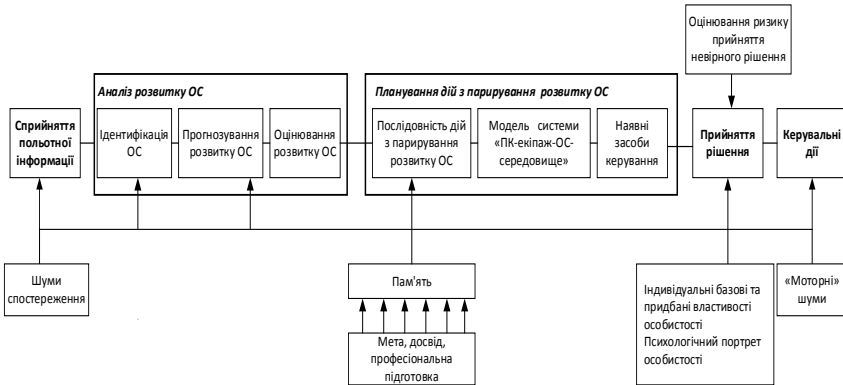 Оцінювання ризику
прийняття
невірного рішення
Аналіз розвитку ОС
Планування дій з парирування розвитку ОС
Сприйняття
польотної
інформації
Ідентифікація
ОС
Прогнозування
розвитку ОС
Оцінювання
розвитку ОС
Послідовність дій
з парирування
розвитку ОС
Модель системи
«ПК-екіпаж-ОС-
середовище»
Наявні
засоби
керування
Прийняття
рішення
Керувальні
дії
Шуми
спостереження
Пам'ять
Мета, досвід,
професіональна
підготовка
Індивідуальні базові та
придбані властивості
особистості
Психологічний портрет
особистості
«Моторні»
шуми